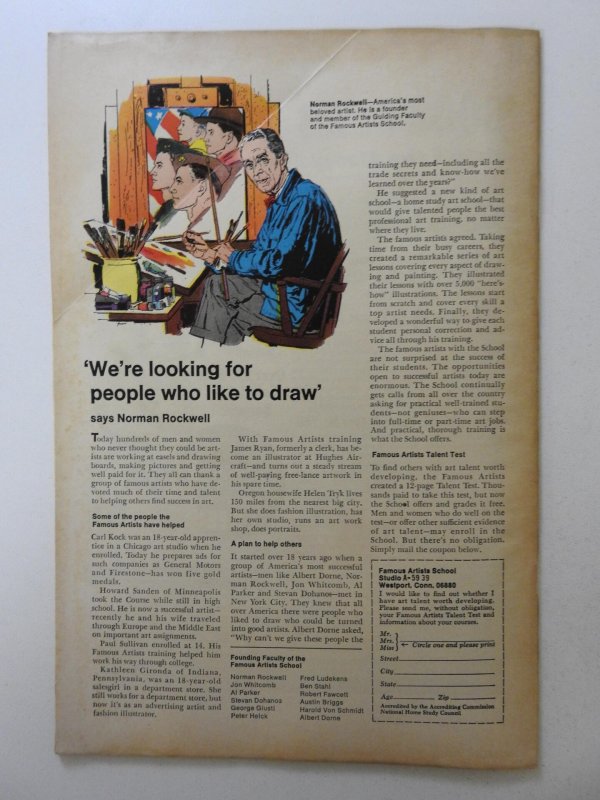 Norman Rockwell—America's most
beloved artist. He is a founder
and member of the Guiding Faculty
of the Famous Artists School.
'We're looking for
people who like to draw'
says Norman Rockwell
Today hundreds of men and women
who never thought they could be art-
ists are working at easels and drawing
boards, making pictures and getting
well paid for it. They all can thank a
group of famous artists who have de-
voted much of their time and talent
to helping others find success in art.
Some of the people the
Famous Artists have helped
Carl Kock was an 18-year-old appren-
tice in a Chicago art studio when he
enrolled. Today he prepares ads for
such companies as General Motors
and Firestone—has won five gold
medals.
Howard Sanden of Minneapolis
took the Course while still in high
school. He is now a successful artist—
recently he and his wife traveled
through Europe and the Middle East
on important art assignments.
Paul Sullivan enrolled at 14. His
Famous Artists training helped him
work his way through college.
Kathleen Gironda of Indiana,
Pennsylvania, was an 18-year-old
salesgirl in a department store. She
still works for a department store, but
now it's as an advertising artist and
fashion illustrator.
With Famous Artists training
James Ryan, formerly a clerk, has be-
come an illustrator at Hughes Air-
craft—and turns out a steady stream
of well-paying free-lance artwork in
his spare time.
Oregon housewife Helen Tryk lives
150 miles from the nearest big city.
But she does fashion illustration, has
her own studio, runs an art work
shop, does portraits.
A plan to help others
It started over 18 years ago when a
group of America's most successful
artists—men like Albert Dorne, Nor-
man Rockwell, Jon Whitcomb, Al
Parker and Stevan Dohanos—met in
New York City. They knew that all
over America there were people who
liked to draw who could be turned
into good artists. Albert Dorne asked,
"Why can't we give these people the
Founding Faculty of the
Famous Artists School
Norman Rockwell
Jon Whitcomb
Al Parker
Stevan Dohanos
George Giusti
Peter Helck
Fred Ludekens
Ben Stahl
Robert Fawcett
Austin Briggs
Harold Von Schmidt
Albert Dorne
training they need—including all the
trade secrets and know-how we've
learned over the years?"
He suggested a new kind of art
school—a home study art school—that
would give talented people the best
professional art training, no matter
where they live.
The famous artists agreed. Taking
time from their busy careers, they
created a remarkable series of art
lessons covering every aspect of draw-
ing and painting. They illustrated
their lessons with over 5,000 "here's-
how" illustrations. The lessons start
from scratch and cover every skill a
top artist needs. Finally, they de-
veloped a wonderful way to give each
student personal correction and ad-
vice all through his training.
The famous artists with the School
are not surprised at the success of
their students. The opportunities
open to successful artists today are
enormous. The School continually
gets calls from all over the country
asking for practical well-trained stu-
dents—not geniuses—who can step
into full-time or part-time art jobs.
And practical, thorough training is
what the School offers.
Famous Artists Talent Test
To find others with art talent worth
developing, the Famous Artists
created a 12-page Talent Test. Thou-
sands paid to take this test, but now
the School offers and grades it free.
Men and women who do well on the
test—or offer other sufficient evidence
of art talent—may enroll in the
School. But there's no obligation.
Simply mail the coupon below.
Famous Artists School
Studio A-5939
Westport, Conn. 06880
I would like to find out whether I
have art talent worth developing.
Please send me, without obligation,
your Famous Artists Talent Test and
information about your courses.
Mr.
Mrs. ← Circle one and please print
Miss
Street
City
State
Age Zip
Accredited by the Accrediting Commission
National Home Study Council